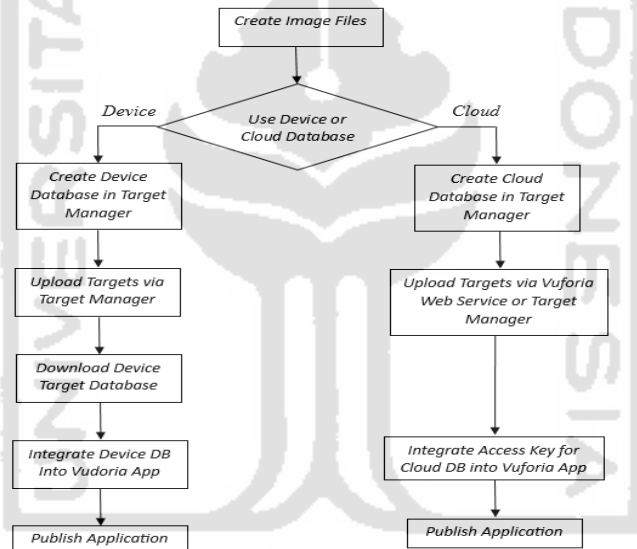 Create Image Files
Device
Cloud
Use Device or
Cloud Database
Create Device
Database in Target
Manager
Create Cloud
Database in Target
Manager
Upload Targets via
Target Manager
Upload Targets via Vuforia
Web Service or Target
Manager
Download Device
Target Database
Integrate Device DB
Into Vudoria App
Integrate Access Key for
Cloud DB into Vuforia App
Publish Application
Publish Application
UNIVERSITA
DONESIA